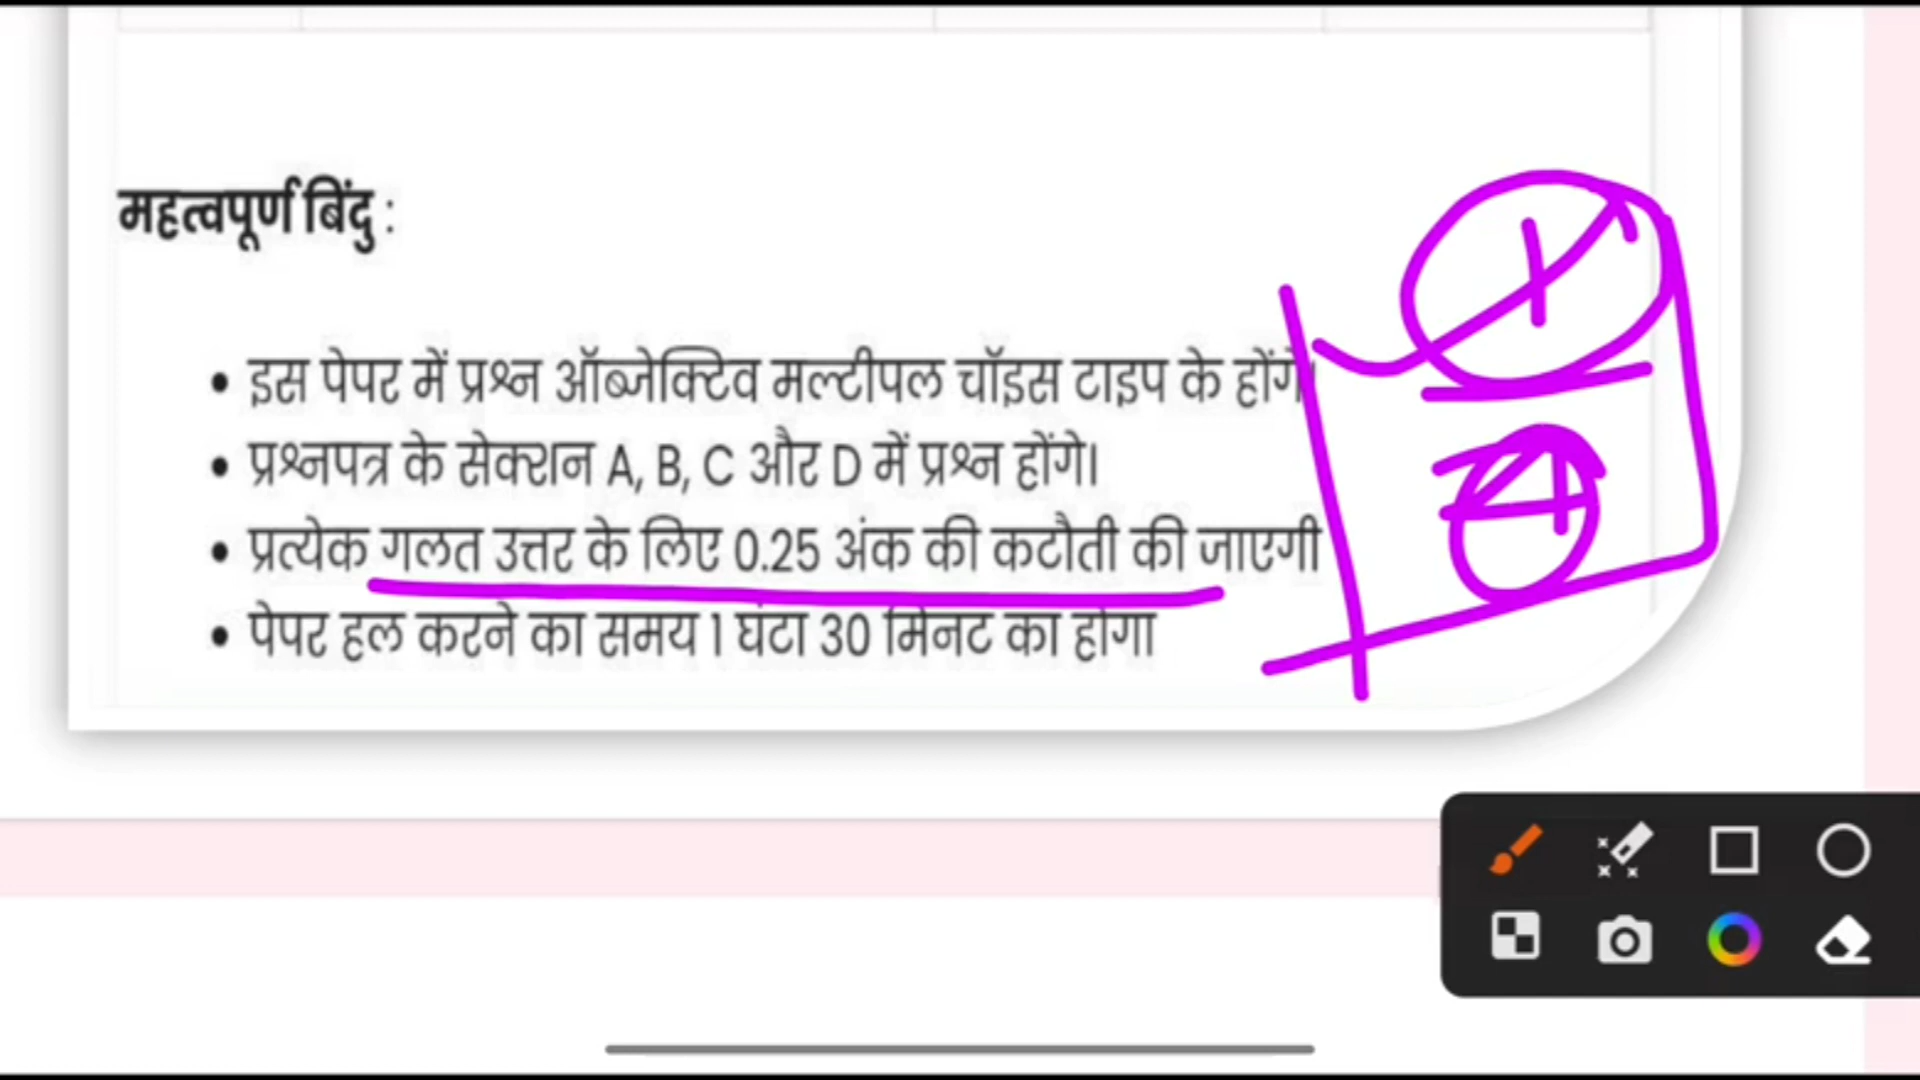 महत्वपूर्ण बिंदु :
• इस पेपर में प्रश्न ऑब्जेक्टिव मल्टीपल चॉइस टाइप के होंगे।
• प्रश्नपत्र के सेक्शन A, B, C और D में प्रश्न होंगे।
• प्रत्येक गलत उत्तर के लिए 0.25 अंक की कटौती की जाएगी
• पेपर हल करने का समय 1 घंटा 30 मिनट का होगा
1